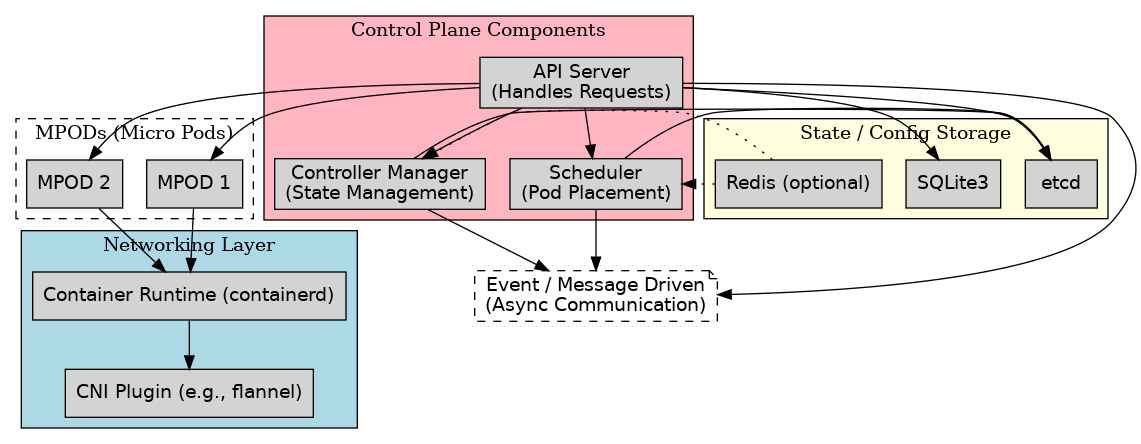 Control Plane Components
API Server
(Handles Requests)
MPODs (Micro Pods)
State / Config Storage
MPOD 2
MPOD 1
Controller Manager
(State Management)
Scheduler
(Pod Placement)
Redis (optional)
SQLite3
etcd
Networking Layer
Container Runtime (containerd)
Event / Message Driven
(Async Communication)
CNI Plugin (e.g., flannel)